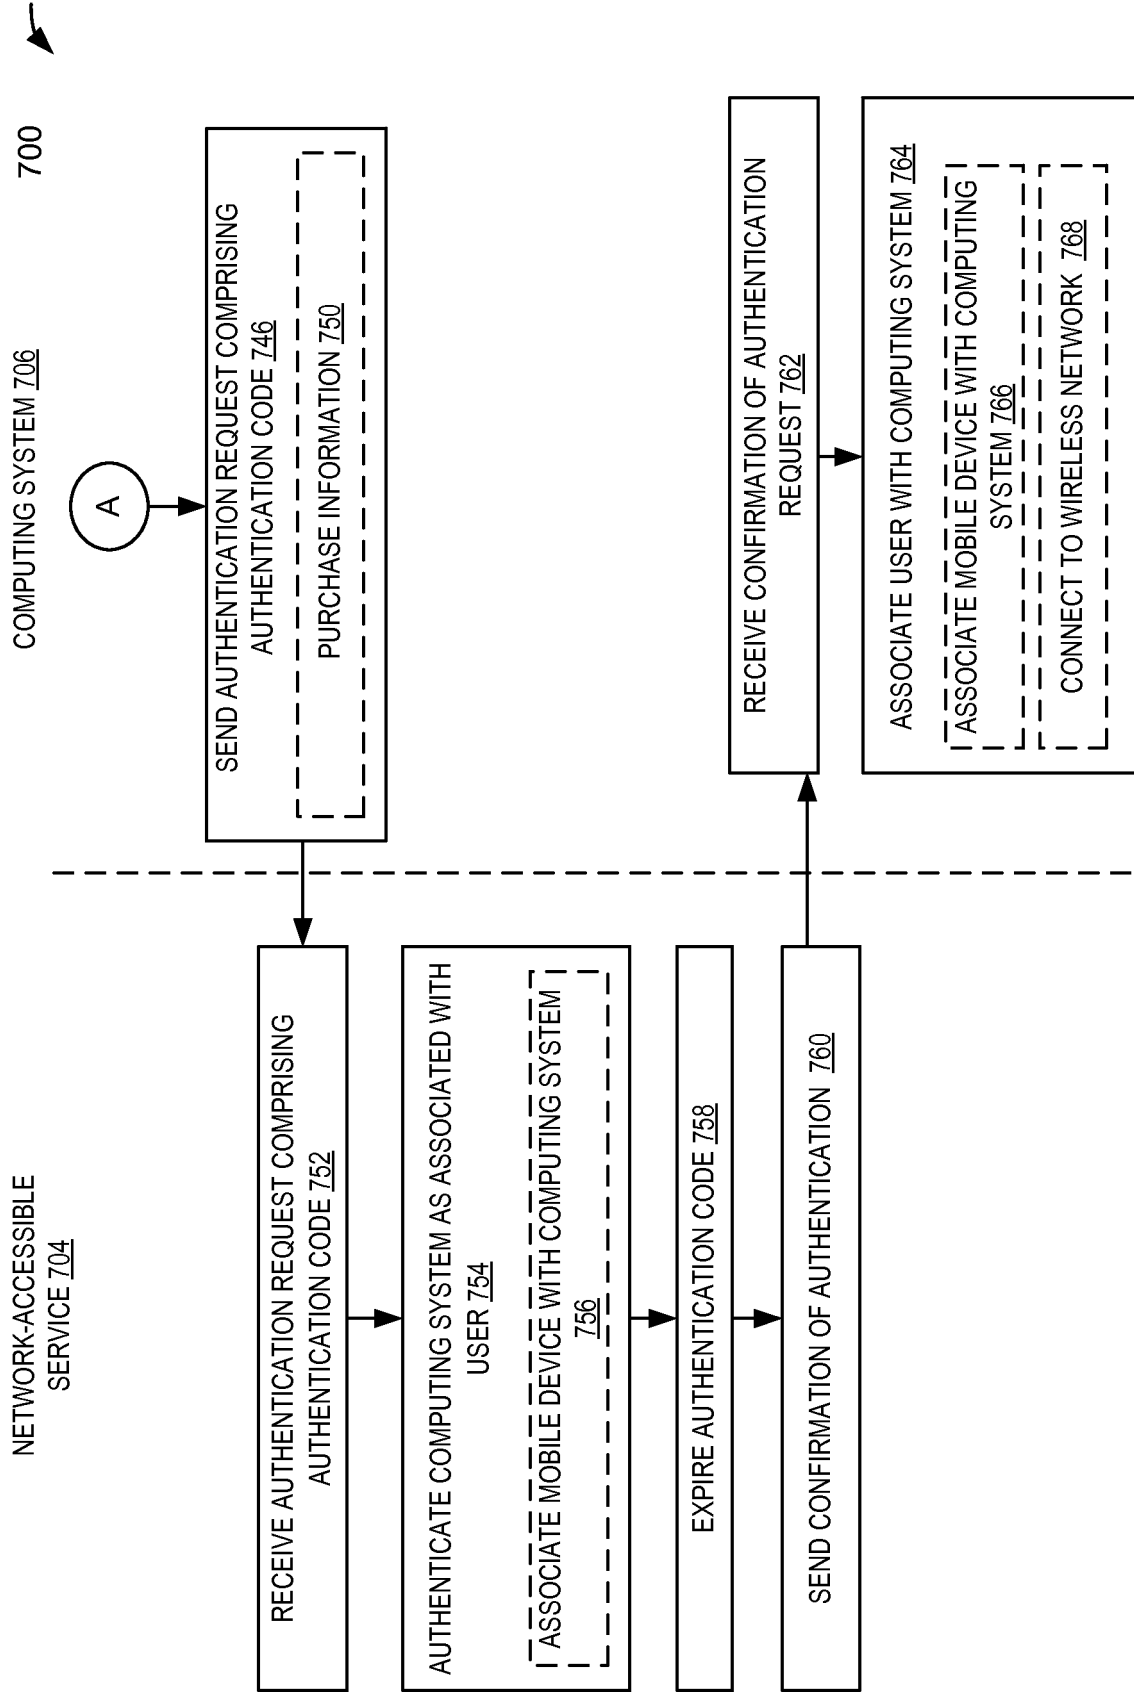 700
NETWORK-ACCESSIBLE
SERVICE 704
COMPUTING SYSTEM 706
A
SEND AUTHENTICATION REQUEST COMPRISING
AUTHENTICATION CODE 746
PURCHASE INFORMATION 750
RECEIVE AUTHENTICATION REQUEST COMPRISING
AUTHENTICATION CODE 752
AUTHENTICATE COMPUTING SYSTEM AS ASSOCIATED WITH
USER 754
ASSOCIATE MOBILE DEVICE WITH COMPUTING SYSTEM
756
EXPIRE AUTHENTICATION CODE 758
SEND CONFIRMATION OF AUTHENTICATION 760
RECEIVE CONFIRMATION OF AUTHENTICATION
REQUEST 762
ASSOCIATE USER WITH COMPUTING SYSTEM 764
ASSOCIATE MOBILE DEVICE WITH COMPUTING
SYSTEM 766
CONNECT TO WIRELESS NETWORK 768